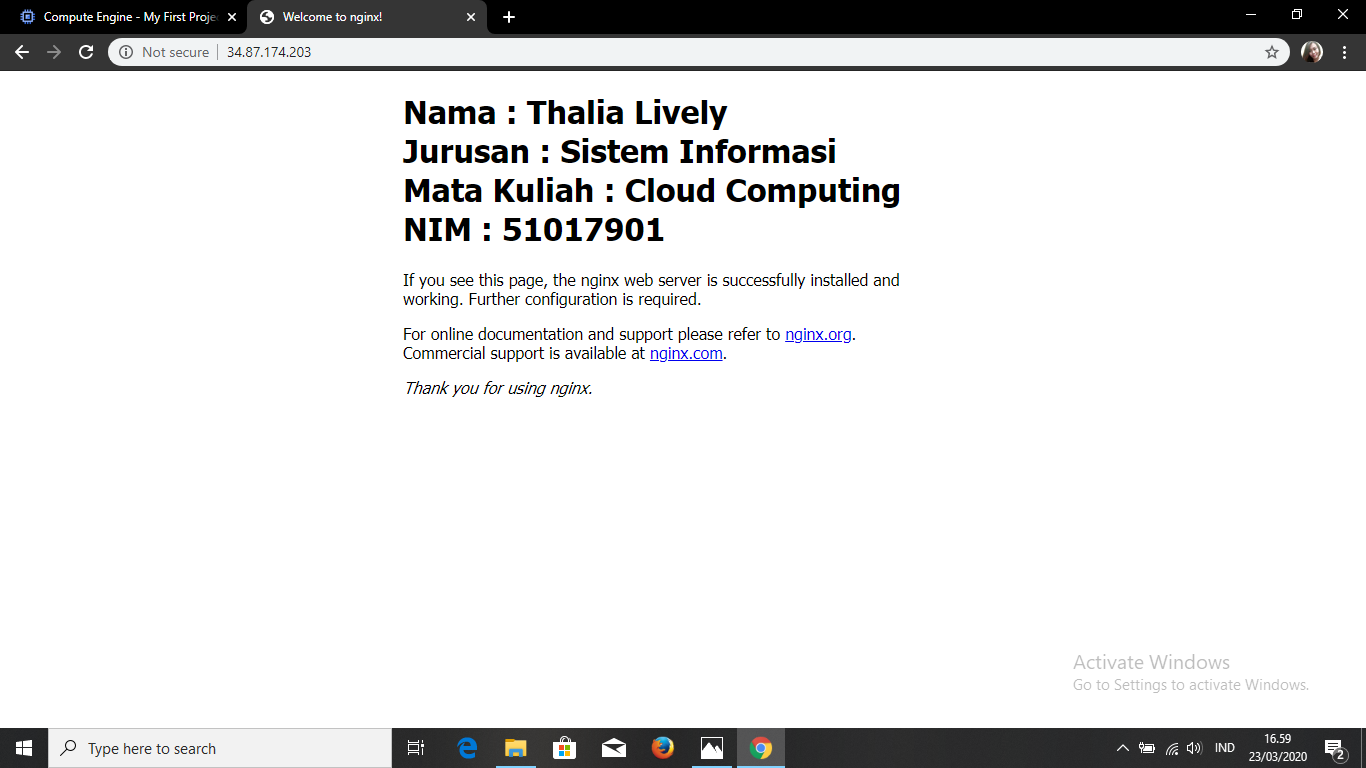 Compute Engine - My First Proje
Welcome to nginx!
Not secure
34.87.174.203
Nama : Thalia Lively
Jurusan : Sistem Informasi
Mata Kuliah : Cloud Computing
NIM : 51017901
If you see this page, the nginx web server is successfully installed and
working. Further configuration is required.
For online documentation and support please refer to nginx.org.
Commercial support is available at nginx.com.
Thank you for using nginx.
Activate Windows
Go to Settings to activate Windows.
Type here to search
IND
16.59
23/03/2020
2